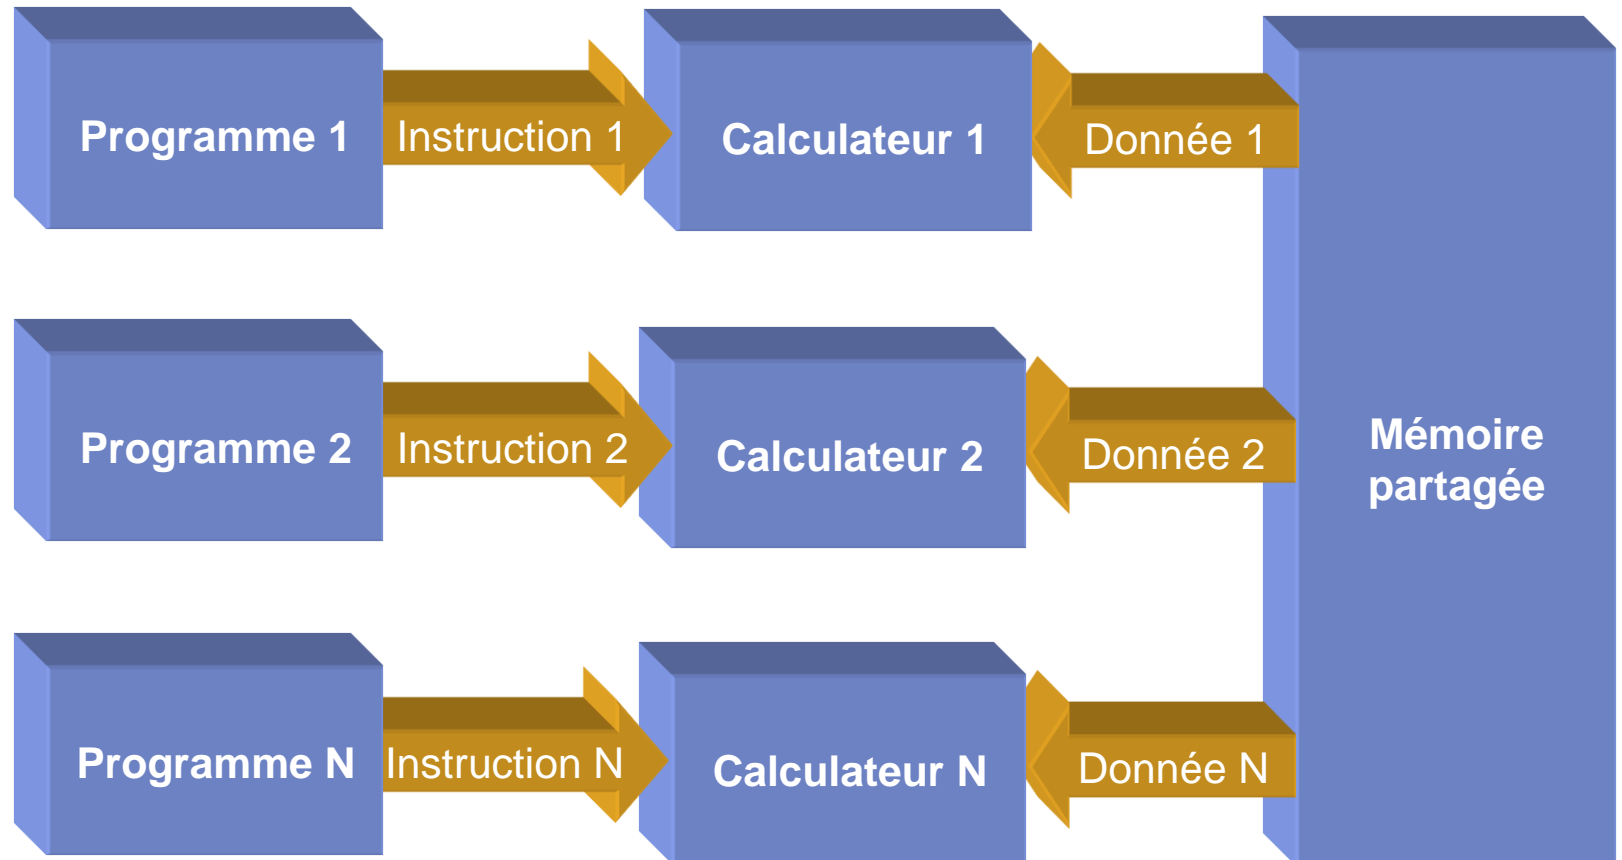 Programme 1
Instruction 1
Calculateur 1
Donnée 1
Programme 2
Instruction 2
Calculateur 2
Donnée 2
Mémoire
partagée
Programme N
Instruction N
Calculateur N
Donnée N